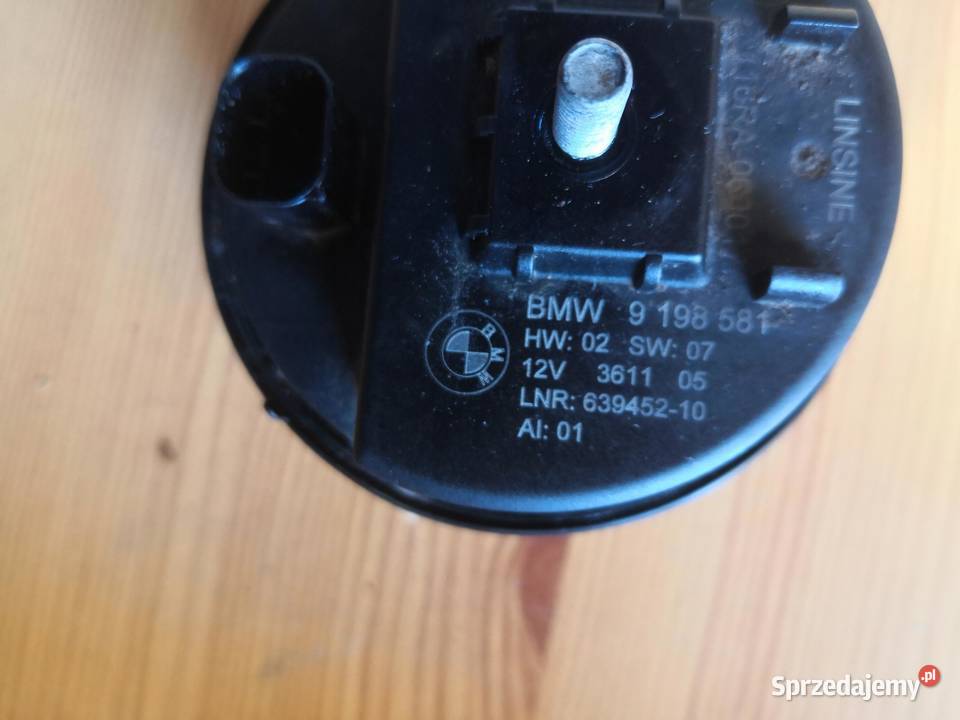 LINSINE
BMW 9 198 581
HW: 02 SW: 07
12V 3611 05
LNR: 639452-10
AI: 01
BMW
Sprzedajemy.pl